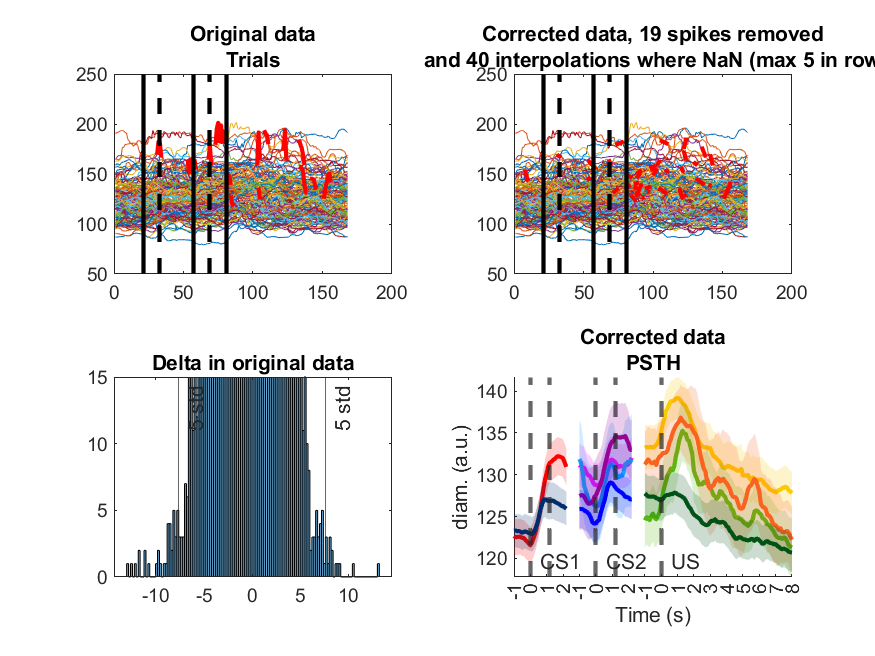 Original data
Trials
250
200
150
100
50
0 50 100 150 200
Corrected data, 19 spikes removed
and 40 interpolations where NaN (max 5 in row
250
200
150
100
50
0 50 100 150 200
Delta in original data
15
10
5
0
-10 -5 0 5 10
5 std
5 std
Corrected data
PSTH
diam. (a.u.)
140
135
130
125
120
CS1 CS2 US
-1 0 1 2 -1 0 1 2 -1 0 1 2 3 4 5 6 7 8
Time (s)